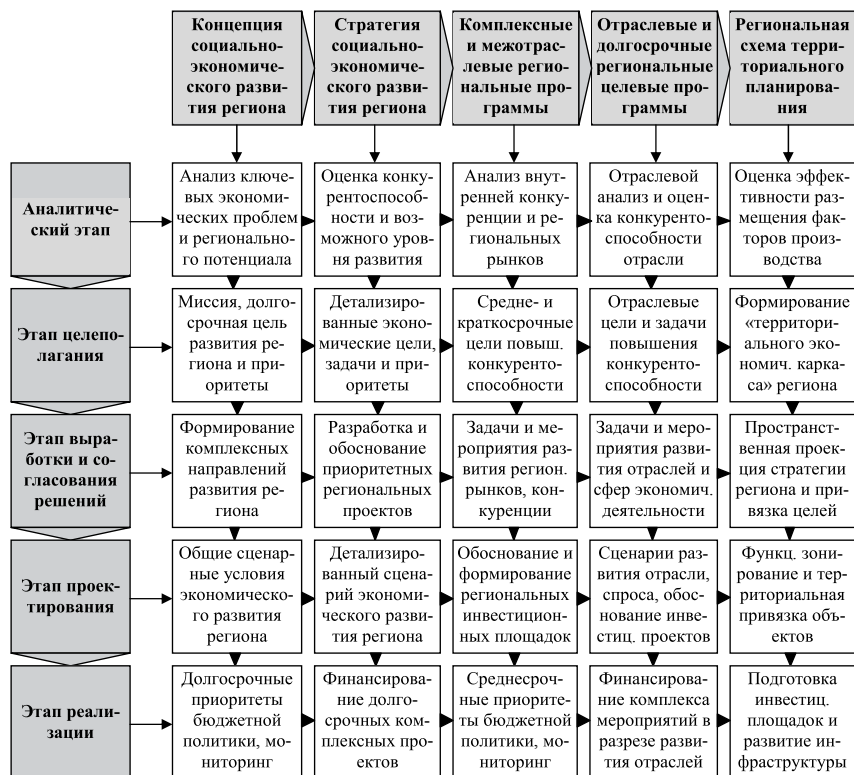 Концепция
социально-
экономичес-
кого разви-
тия региона
Стратегия
социально-
экономичес-
кого разви-
тия региона
Комплексные
и межотрас-
левые регио-
нальные про-
граммы
Отраслевые и
долгосрочные
региональные
целевые про-
граммы
Региональная
схема терри-
ториального
планирова-
ния
Аналитиче-
ский этап
Анализ ключе-
вых экономи-
ческих проблем
и регионально-
го потенциала
Оценка конку-
рентоспособ-
ности и воз-
можного уров-
ня развития
Анализ внут-
ренней конку-
ренции и ре-
гиональных
рынков
Отраслевой
анализ и оцен-
ка конкуренто-
способности
отрасли
Оценка эффек-
тивности раз-
мещения фак-
торов произ-
водства
Этап целепо-
лагания
Миссия, долго-
срочная цель
развития ре-
гиона и при-
оритеты
Детализиро-
ванные эконо-
мические цели,
задачи и при-
оритеты
Средне- и
краткосрочные
цели повыш.
конкуренто-
способности
Отраслевые
цели и задачи
повышения
конкуренто-
способности
Формирование
«территори-
ального эко-
номич. карка-
са» региона
Этап выра-
ботки и со-
гласования
решений
Формирование
комплексных
направлений
развития ре-
гиона
Разработка и
обоснование
приоритетных
региональных
проектов
Задачи и ме-
роприятия раз-
вития регион.
рынков, кон-
куренции
Задачи и меро-
приятия разви-
тия отраслей и
сфер экономич.
деятельности
Пространст-
венная проек-
ция стратегии
региона и при-
вязка целей
Этап проек-
тирования
Общие сценар-
ные условия
экономическо-
го развития
региона
Детализиро-
ванный сцена-
рий экономи-
ческого разви-
тия региона
Обоснование и
формирование
региональных
инвестицион-
ных площадок
Сценарии раз-
вития отрасли,
спроса, обос-
нование инве-
стиц. проектов
Функц. зони-
рование и тер-
риториальная
привязка объ-
ектов
Этап реали-
зации
Долгосрочные
приоритеты
бюджетной
политики, мо-
ниторинг
Финансирова-
ние долго-
срочных ком-
плексных про-
ектов
Среднесроч-
ные приорите-
ты бюджетной
политики, мо-
ниторинг
Финансирова-
ние комплекса
мероприятий в
разрезе разви-
тия отраслей
Подготовка
инвестиц.
площадок и
развитие ин-
фраструктуры